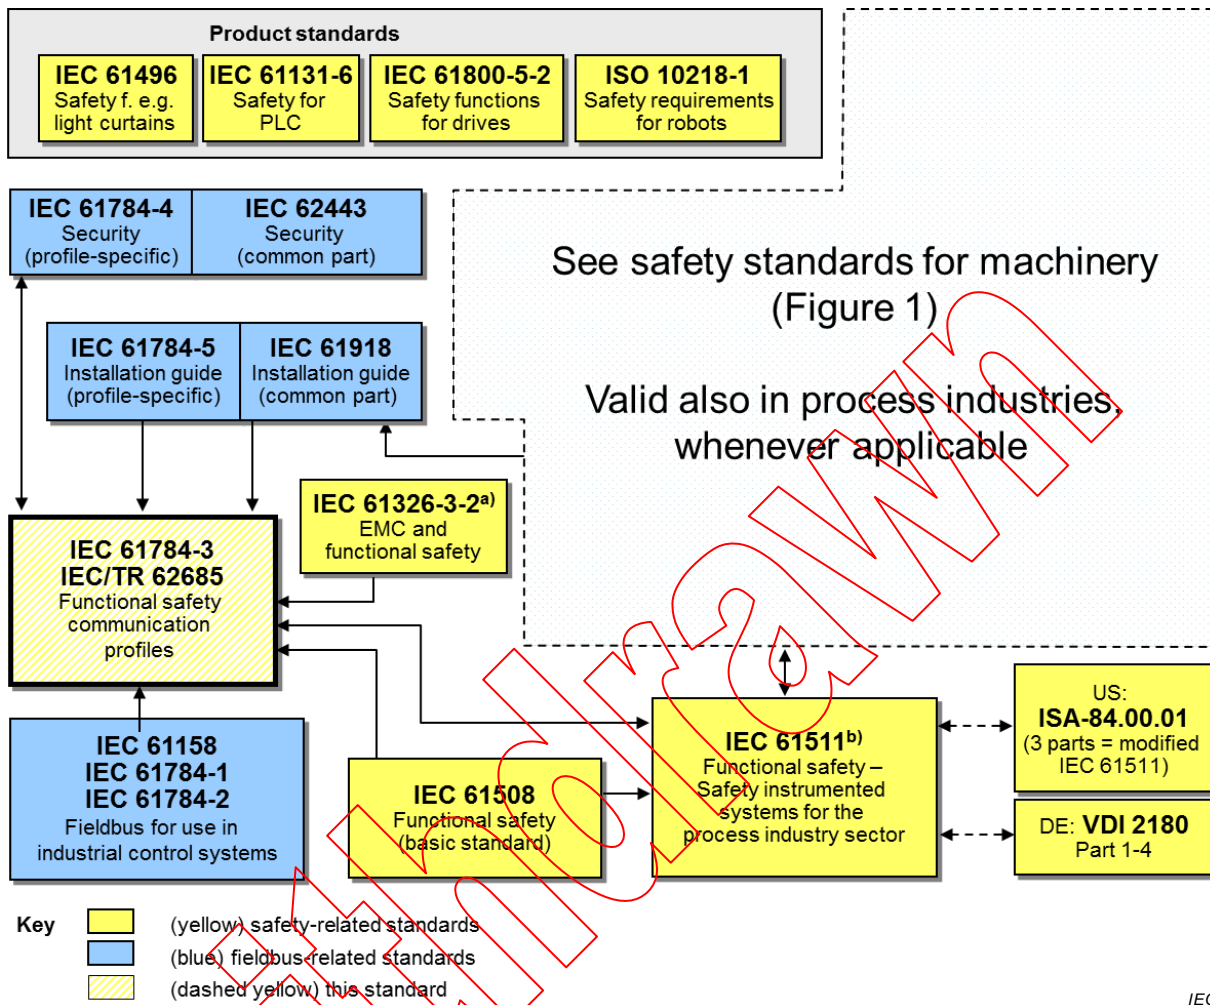 Product standards
IEC 61496
Safety f. e.g.
light curtains
IEC 61131-6
Safety for
PLC
IEC 61800-5-2
Safety functions
for drives
ISO 10218-1
Safety requirements
for robots
IEC 61784-4
Security
(profile-specific)
IEC 62443
Security
(common part)
See safety standards for machinery
(Figure 1)
Valid also in process industries,
whenever applicable
IEC 61784-5
Installation guide
(profile-specific)
IEC 61918
Installation guide
(common part)
IEC 61326-3-2a)
EMC and
functional safety
IEC 61784-3
IEC/TR 62685
Functional safety
communication
profiles
IEC 61158
IEC 61784-1
IEC 61784-2
Fieldbus for use in
industrial control systems
IEC 61508
Functional safety
(basic standard)
IEC 61511b)
Functional safety –
Safety instrumented
systems for the
process industry sector
US:
ISA-84.00.01
(3 parts = modified
IEC 61511)
DE: VDI 2180
Part 1-4
Key
(yellow) safety-related standards
(blue) fieldbus-related standards
(dashed yellow) this standard
IEC
thdrawn